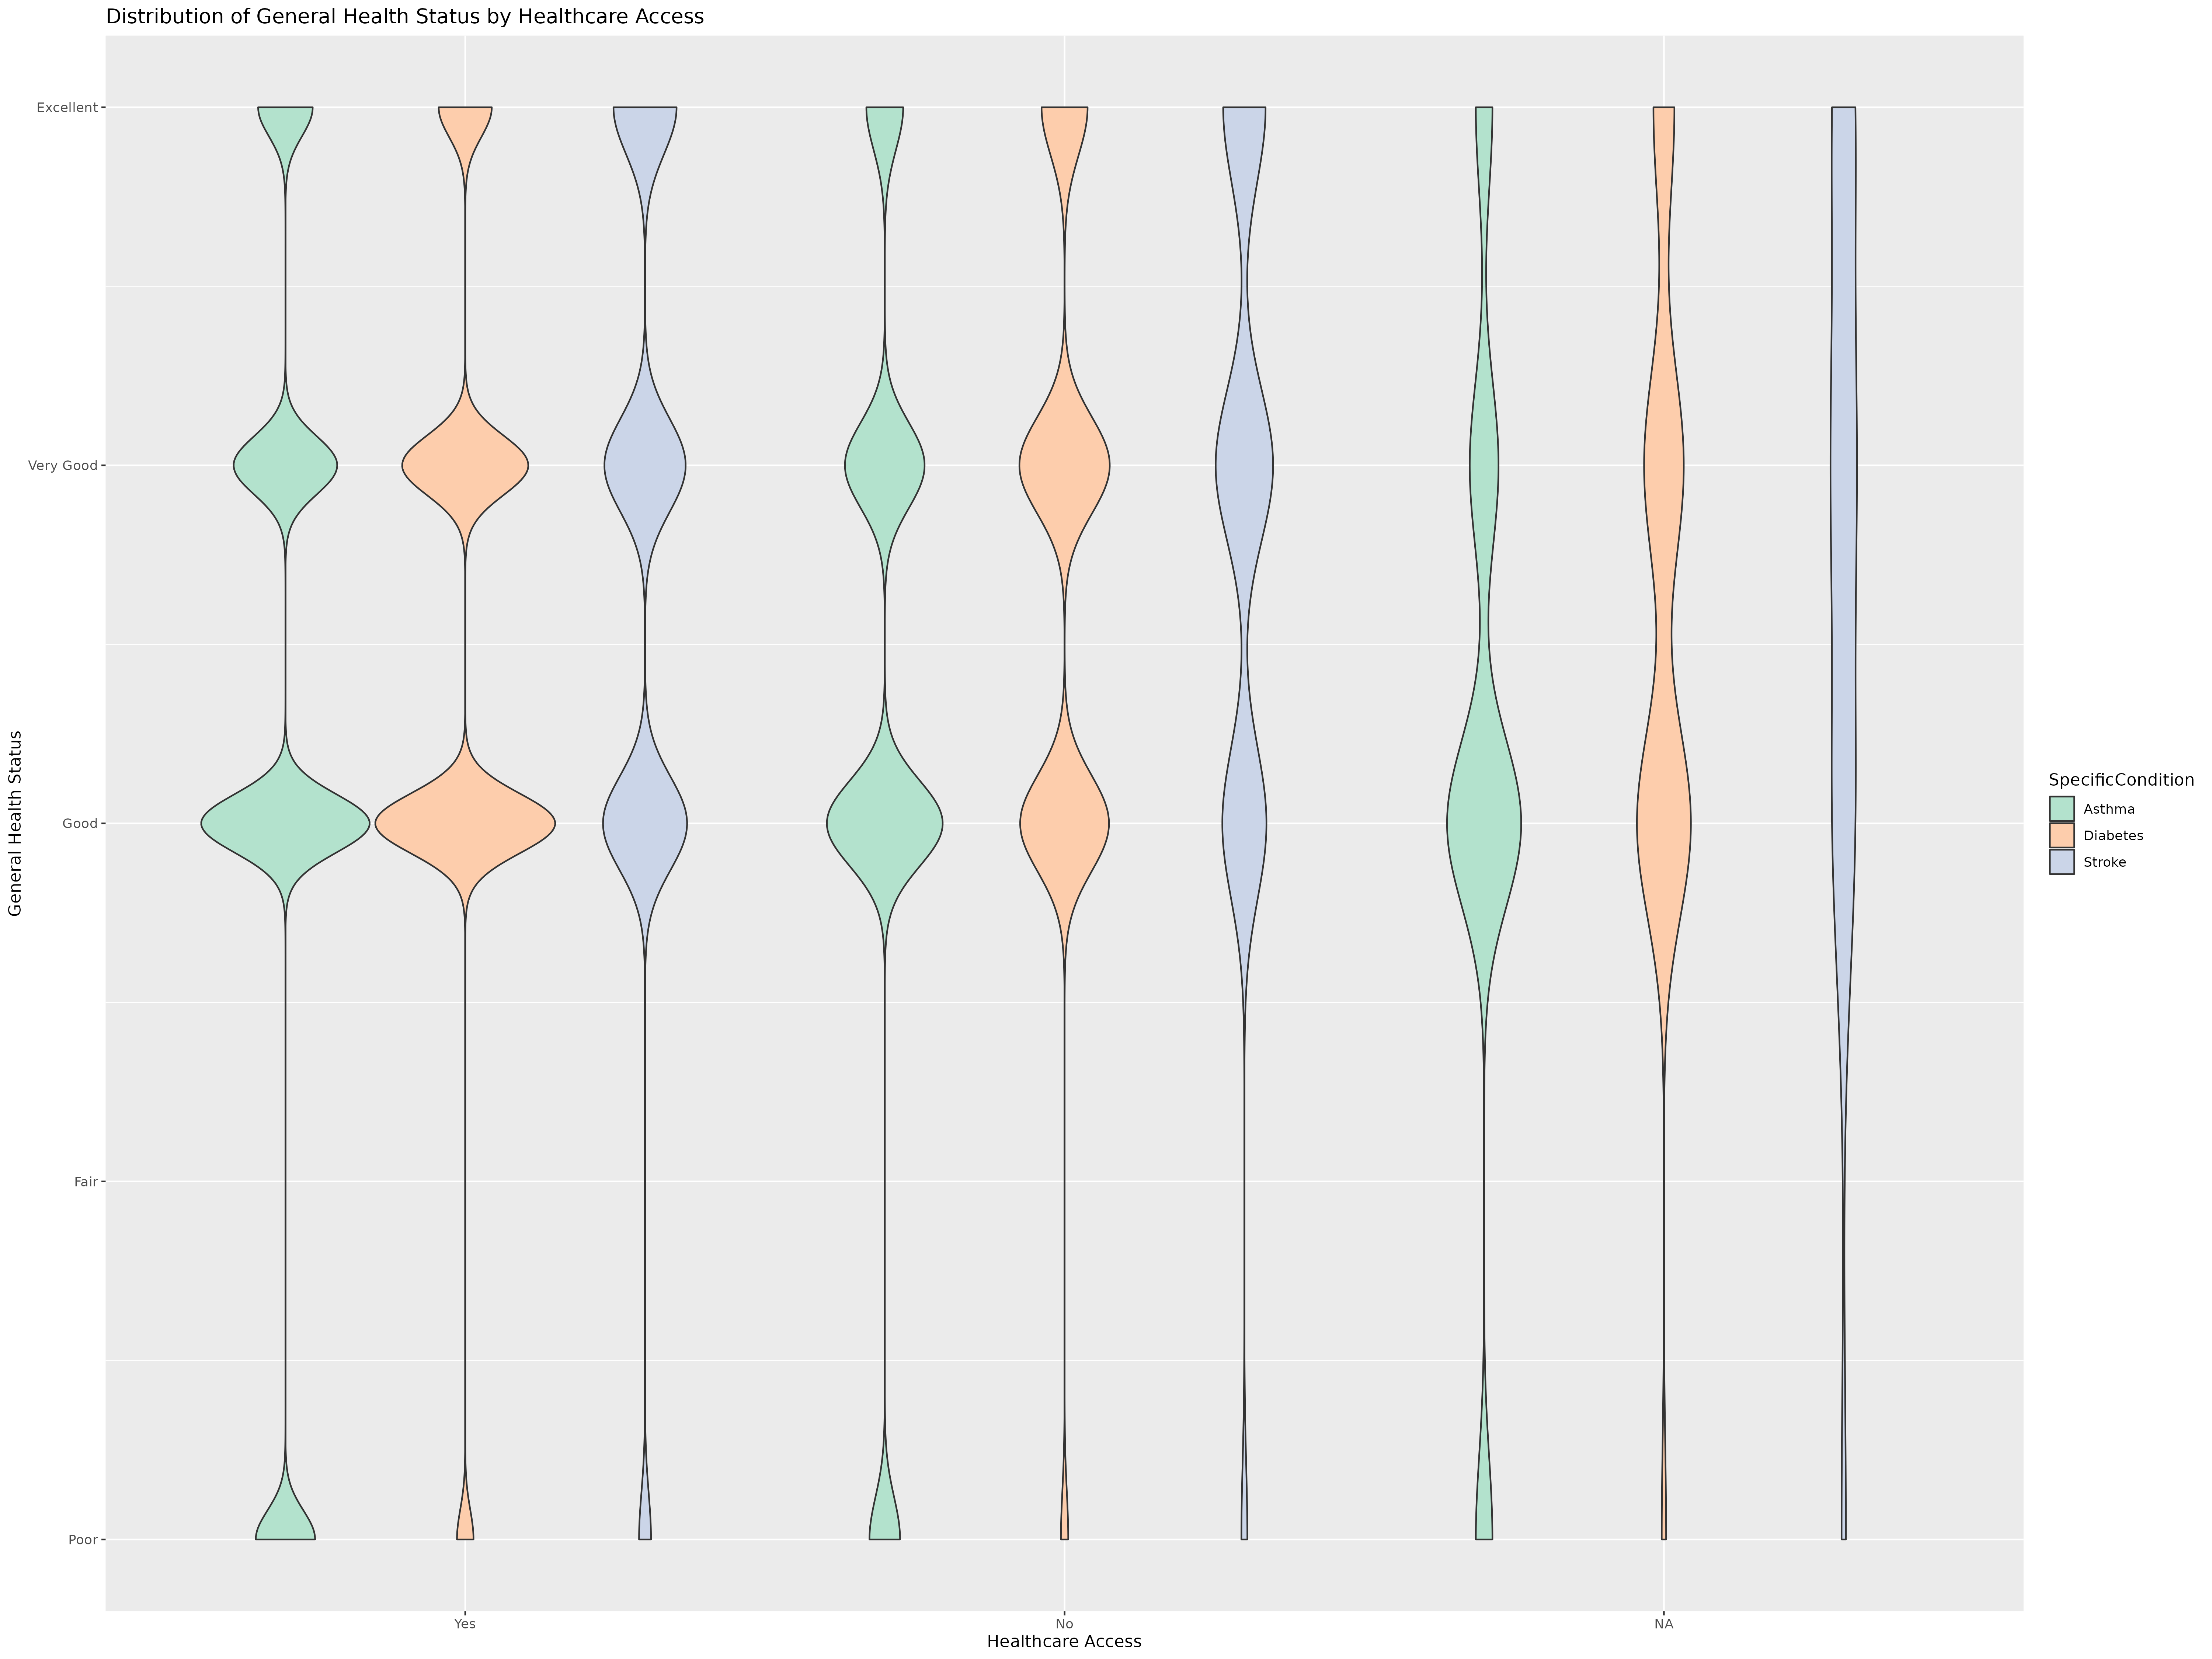 Distribution of General Health Status by Healthcare Access
General Health Status
Excellent
Very Good
Good
Fair
Poor
Yes
No
NA
Healthcare Access
SpecificCondition
Asthma
Diabetes
Stroke